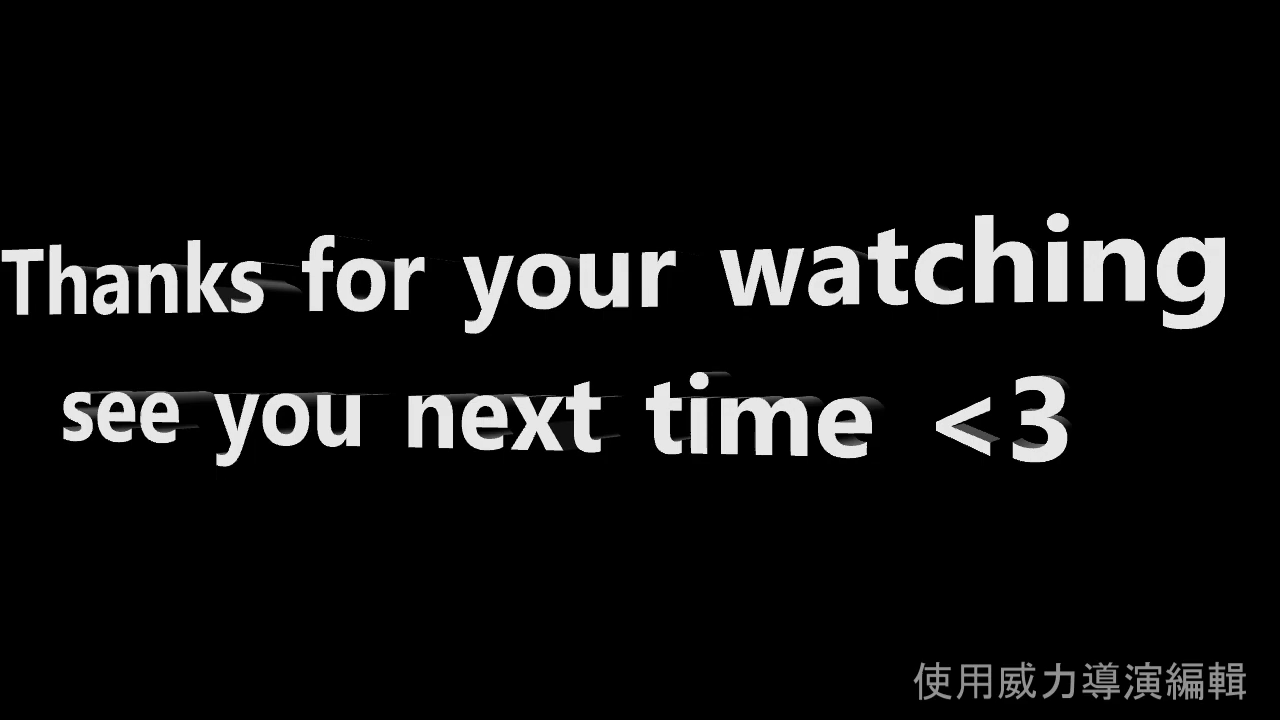 Thanks for your watching
see you next time <3
使用威力導演編輯